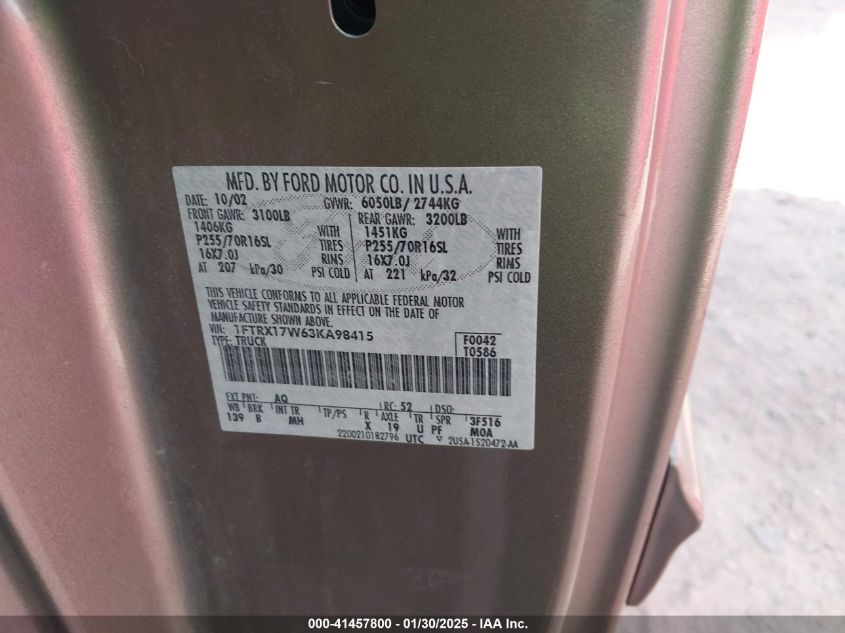 MFD. BY FORD MOTOR CO. IN U.S.A.
DATE: 10/02 GVWR: 6050LB/ 2744KG
FRONT GAWR: 3100LB REAR GAWR: 3200LB
1406KG WITH 1451KG WITH
P255/70R16SL TIRES P255/70R16SL TIRES
16X7.0J RIMS 16X7.0J RIMS
AT 207 kPa/30 PSI COLD AT 221 kPa/32 PSI COLD
THIS VEHICLE CONFORMS TO ALL APPLICABLE FEDERAL MOTOR
VEHICLE SAFETY STANDARDS IN EFFECT ON THE DATE OF
MANUFACTURE SHOWN ABOVE.
VIN: 1FTRX17W63KA98415 F0042
TYPE: TRUCK T0586
EXT PNT: AQ RC: 52 DSO:
WB BRK INT TR TP/PS R AXLE TR SPR 3F516
139 B MH X 19 U PF M0A
2200210182796 UTC ▽ 2USA-1520472-AA
000-41457800 - 01/30/2025 - IAA Inc.